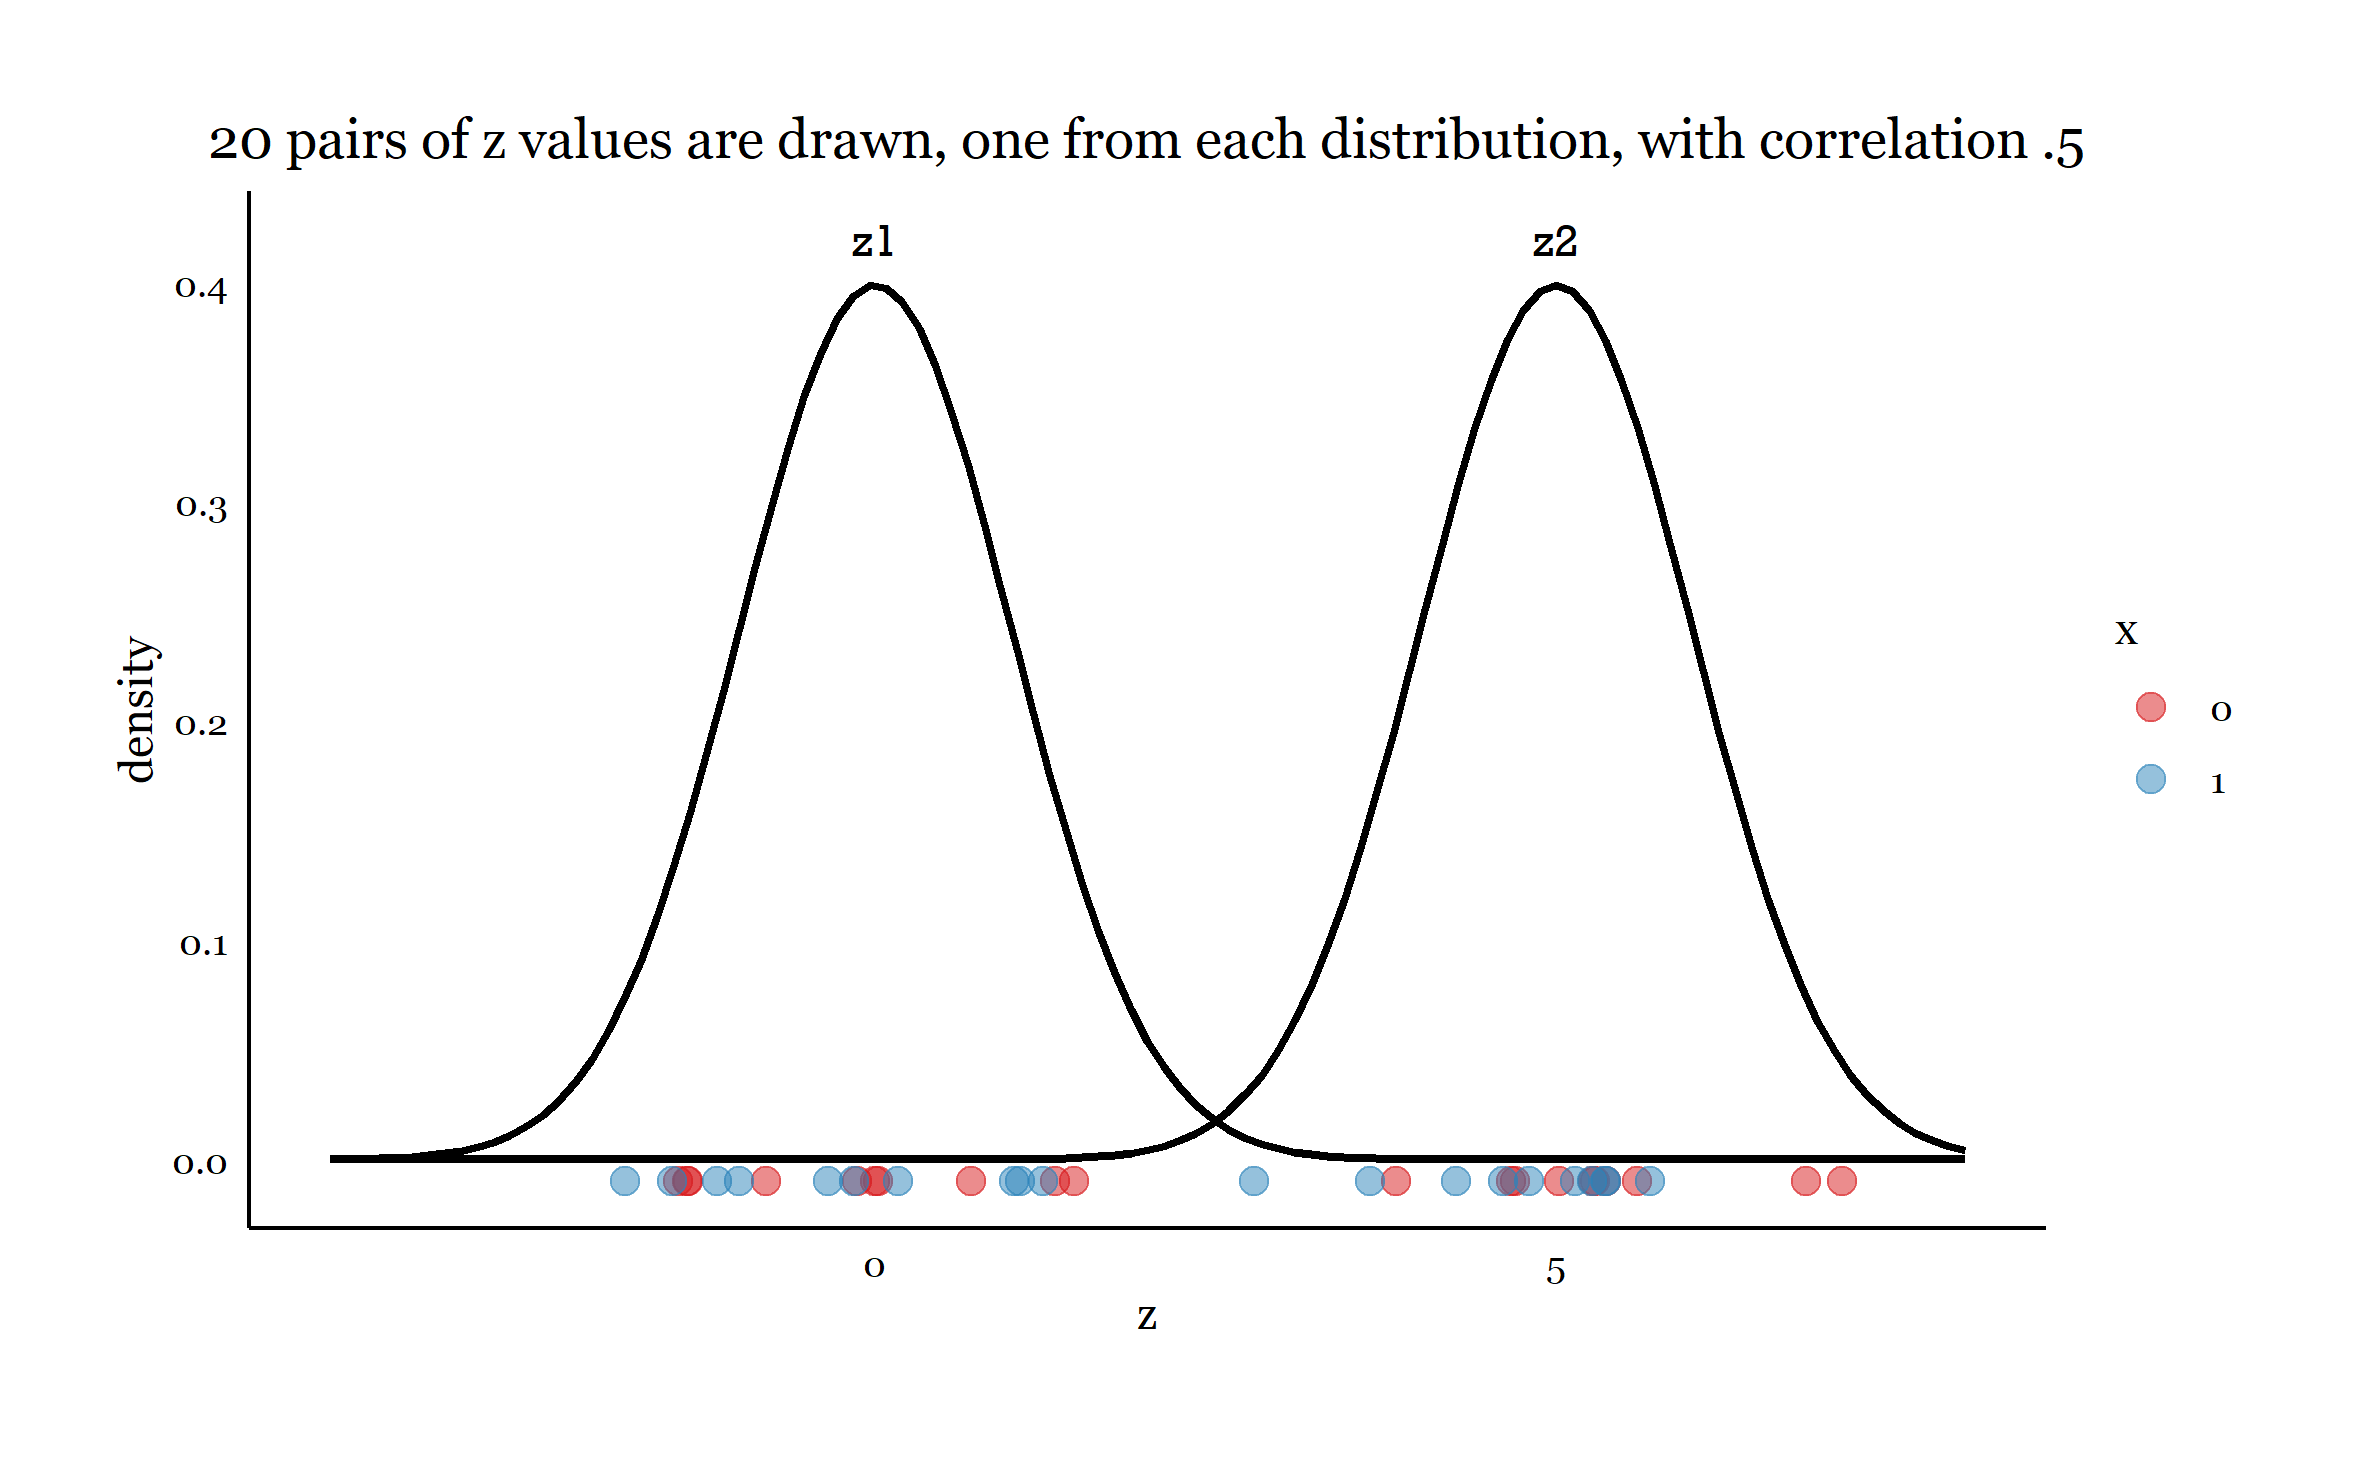 20 pairs of z values are drawn, one from each distribution, with correlation .5
z1 z2
0.4
0.3
0.2
0.1
0.0
density
0 5
z
x
0
1